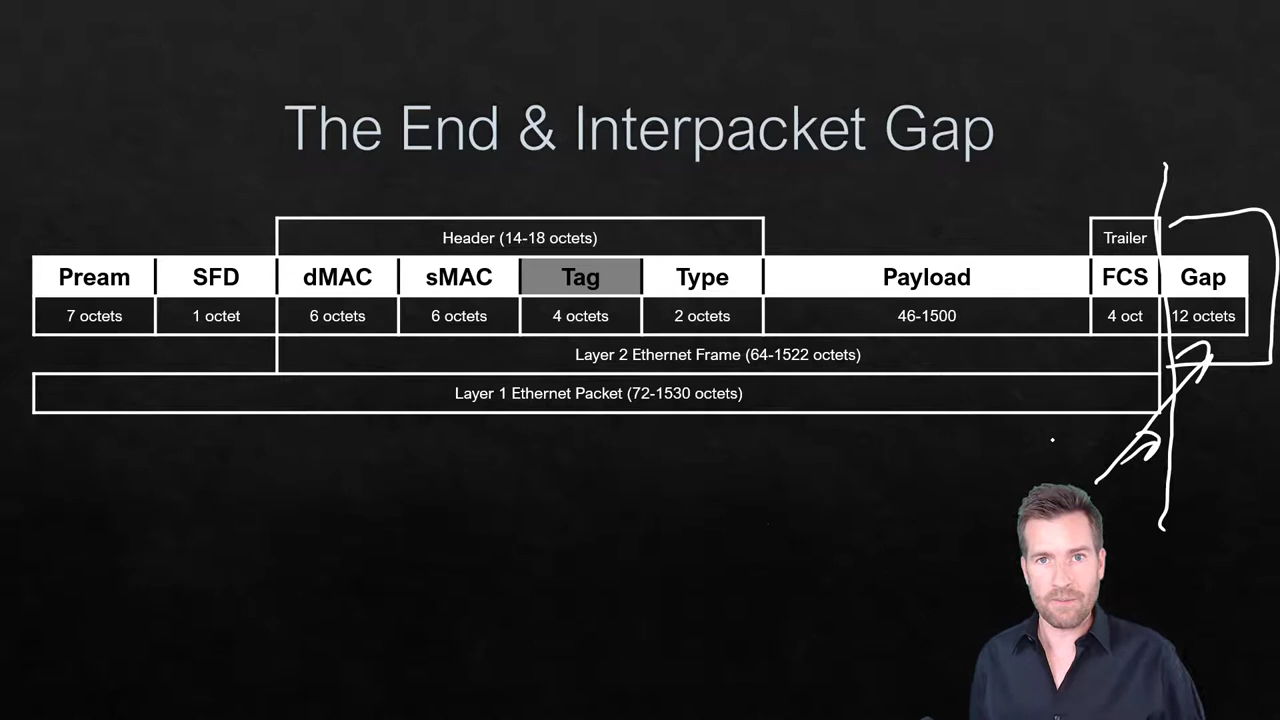 The End & Interpacket Gap
Header (14-18 octets)
Trailer
Pream SFD dMAC sMAC Tag Type Payload FCS Gap
7 octets 1 octet 6 octets 6 octets 4 octets 2 octets 46-1500 4 oct 12 octets
Layer 2 Ethernet Frame (64-1522 octets)
Layer 1 Ethernet Packet (72-1530 octets)